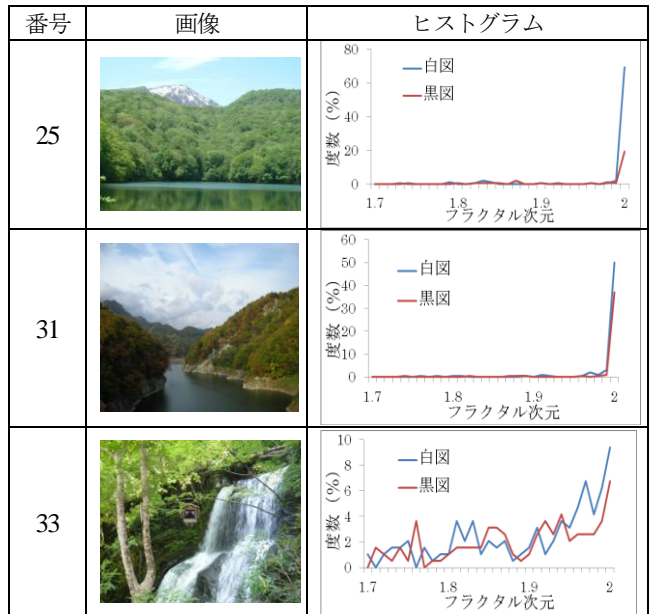 番号 画像 ヒストグラム
25
80
60
40
20
0
度数（%）
白図
黒図
1.7 1.8 1.9 2
フラクタル次元
31
60
50
40
30
20
10
0
度数（%）
白図
黒図
1.7 1.8 1.9 2
フラクタル次元
33
10
8
6
4
2
0
度数（%）
白図
黒図
1.7 1.8 1.9 2
フラクタル次元